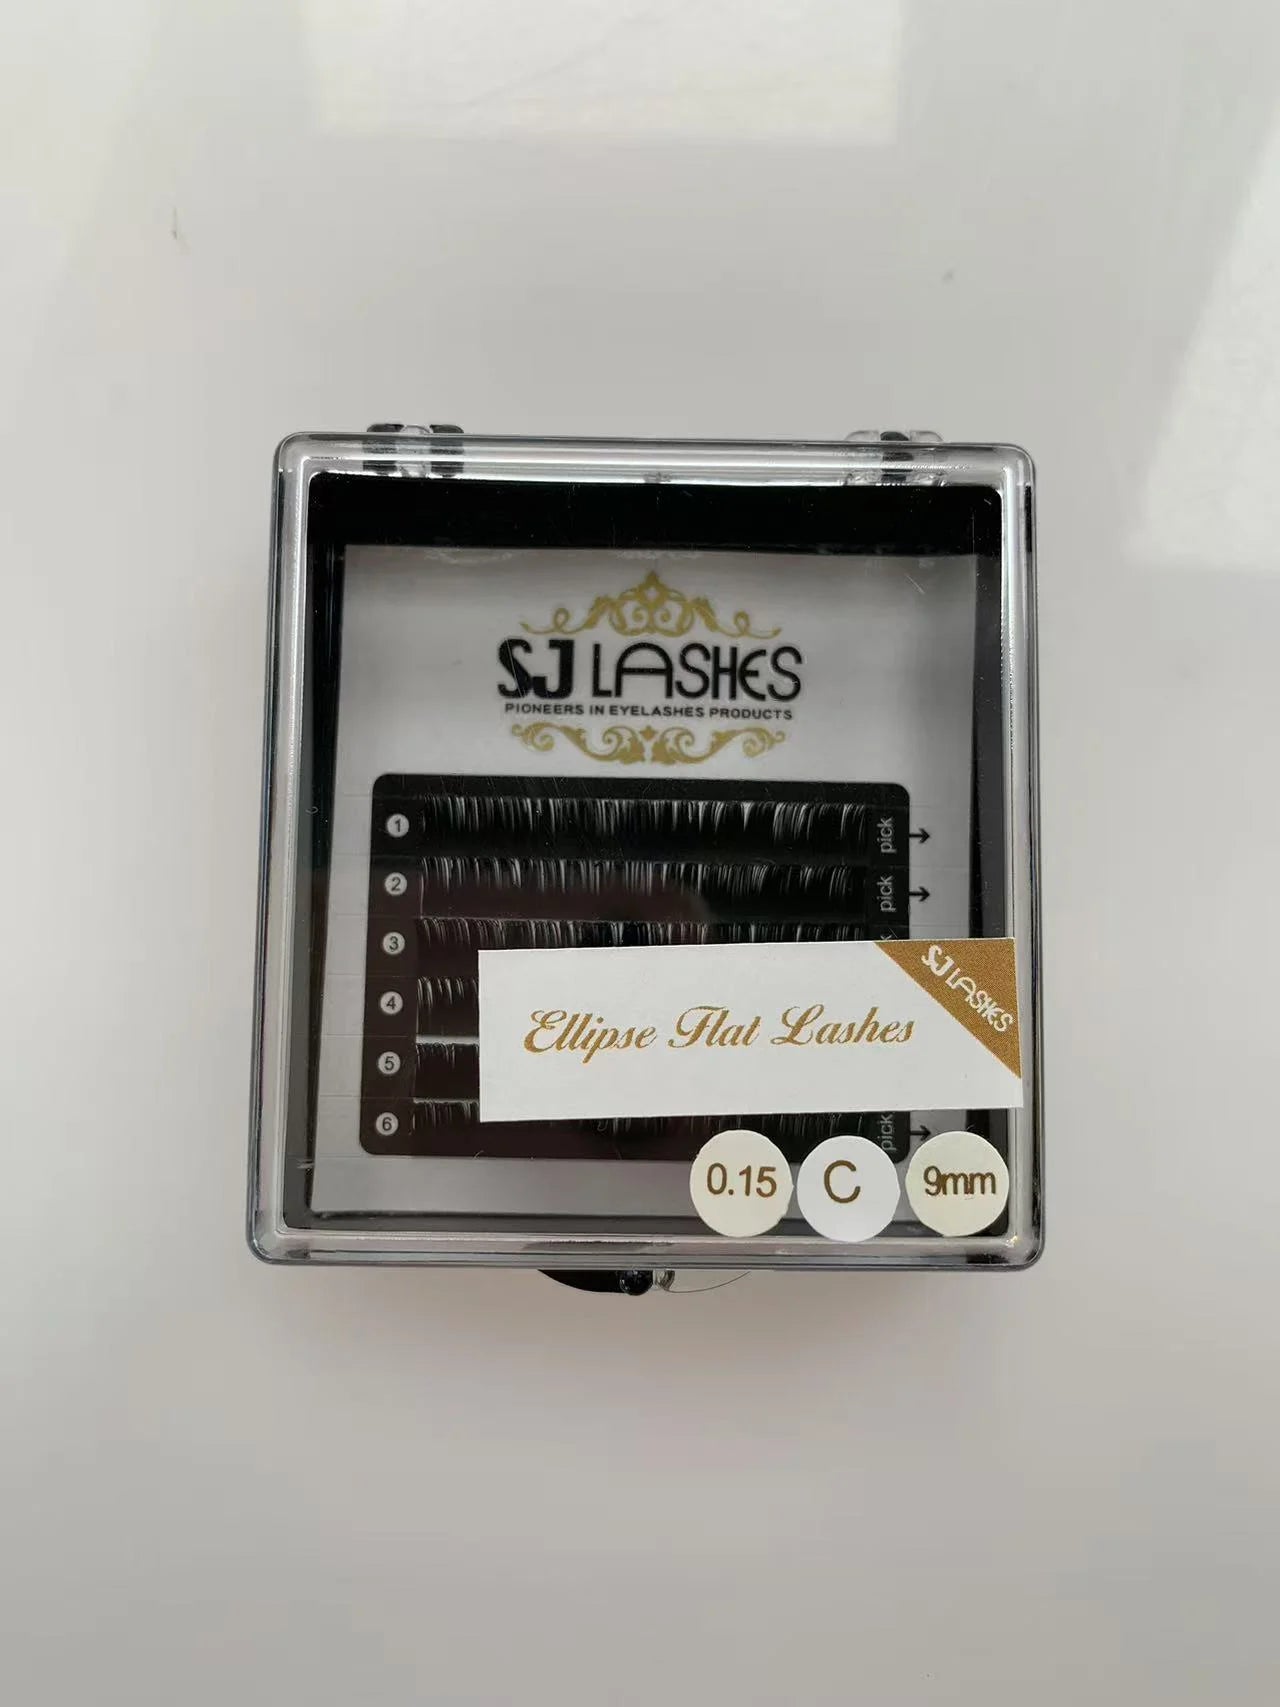 SJ LASHES
PIONEERS IN EYELASHES PRODUCTS
1 pick
2 pick
3
4
5
6 pick
SJ LASHES
Ellipse Flat Lashes
0.15 C 9mm